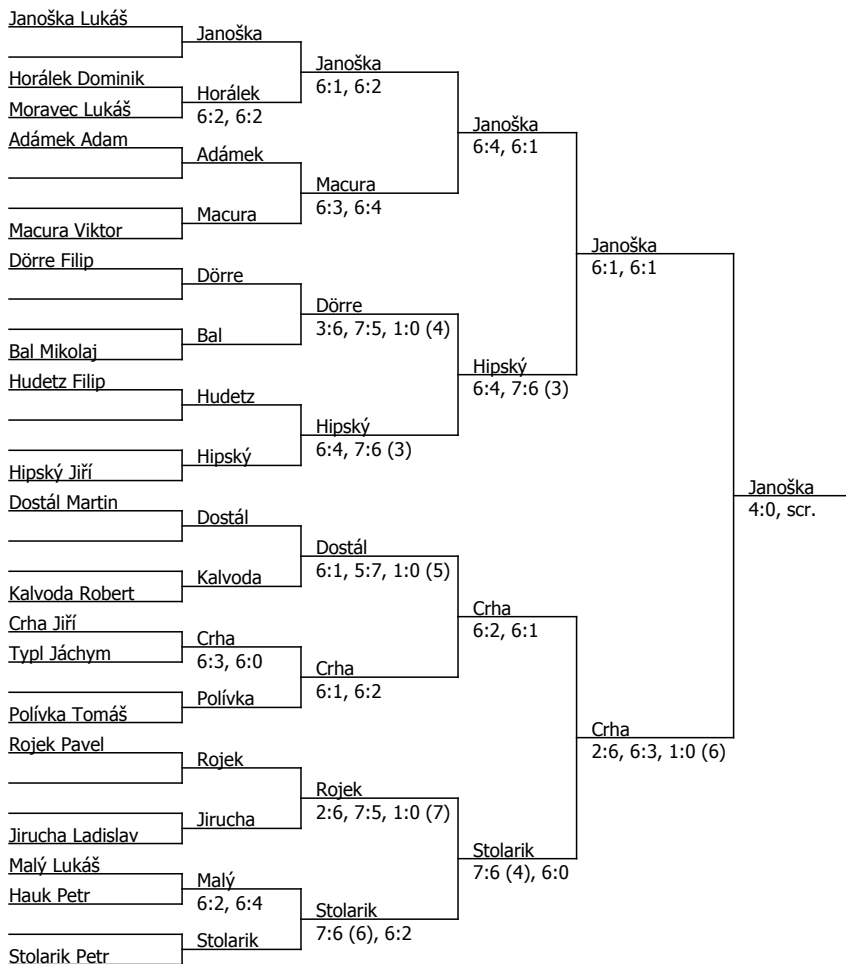 Janoška Lukáš
Janoška
Janoška
6:1, 6:2
Horálek Dominik
Horálek
6:2, 6:2
Moravec Lukáš
Janoška
6:4, 6:1
Adámek Adam
Adámek
Macura
6:3, 6:4
Macura
Macura Viktor
Janoška
6:1, 6:1
Dörre Filip
Dörre
Dörre
3:6, 7:5, 1:0 (4)
Bal
Bal Mikolaj
Hipský
6:4, 7:6 (3)
Hudetz Filip
Hudetz
Hipský
6:4, 7:6 (3)
Hipský
Hipský Jiří
Janoška
4:0, scr.
Dostál Martin
Dostál
Dostál
6:1, 5:7, 1:0 (5)
Kalvoda
Kalvoda Robert
Crha
6:2, 6:1
Crha Jiří
Crha
6:3, 6:0
Typl Jáchym
Crha
6:1, 6:2
Polívka
Polívka Tomáš
Crha
2:6, 6:3, 1:0 (6)
Rojek Pavel
Rojek
Rojek
2:6, 7:5, 1:0 (7)
Jirucha
Jirucha Ladislav
Stolarik
7:6 (4), 6:0
Malý Lukáš
Malý
6:2, 6:4
Hauk Petr
Stolarik
7:6 (6), 6:2
Stolarik
Stolarik Petr